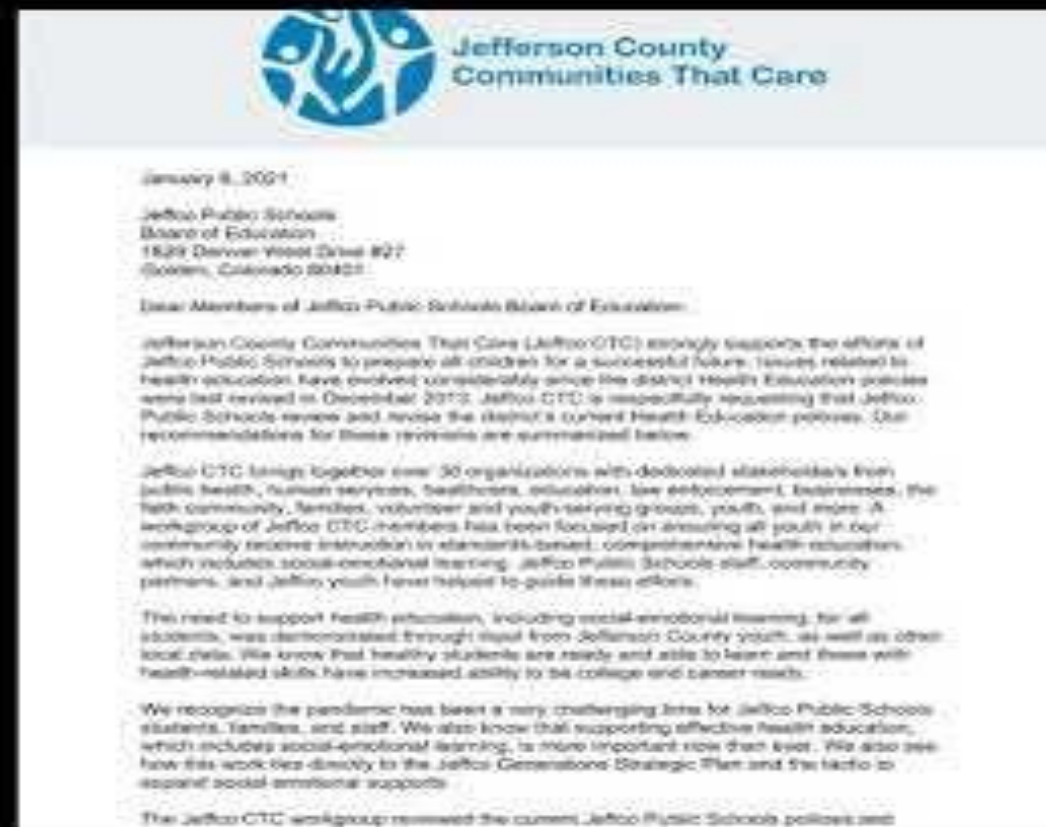 Jefferson County
Communities That Care
January 6, 2021
Jeffco Public Schools
Board of Education
1829 Denver West Drive #27
Golden, Colorado 80401
Dear Members of Jeffco Public Schools Board of Education:
Jefferson County Communities That Care (Jeffco CTC) strongly supports the efforts of
Jeffco Public Schools to prepare all children for a successful future. Issues related to
health education have evolved considerably since the district Health Education policies
were last revised in December 2013. Jeffco CTC is respectfully requesting that Jeffco
Public Schools review and revise the district's current Health Education policies. Our
recommendations for these revisions are summarized below.
Jeffco CTC brings together over 30 organizations with dedicated stakeholders from
public health, human services, healthcare, education, law enforcement, businesses, the
faith community, families, volunteer and youth-serving groups, youth, and more. A
workgroup of Jeffco CTC members has been focused on ensuring all youth in our
community receive instruction in standards-based, comprehensive health education,
which includes social-emotional learning. Jeffco Public Schools staff, community
partners, and Jeffco youth have helped to guide these efforts.
The need to support health education, including social-emotional learning, for all
students, was demonstrated through input from Jefferson County youth, as well as other
local data. We know that healthy students are ready and able to learn and those with
health-related skills have increased ability to be college and career ready.
We recognize the pandemic has been a very challenging time for Jeffco Public Schools
students, families, and staff. We also know that supporting effective health education,
which includes social-emotional learning, is more important now than ever. We also see
how this work ties directly to the Jeffco Generations Strategic Plan and the tactic to
expand social-emotional supports.
The Jeffco CTC workgroup reviewed the current Jeffco Public Schools policies and